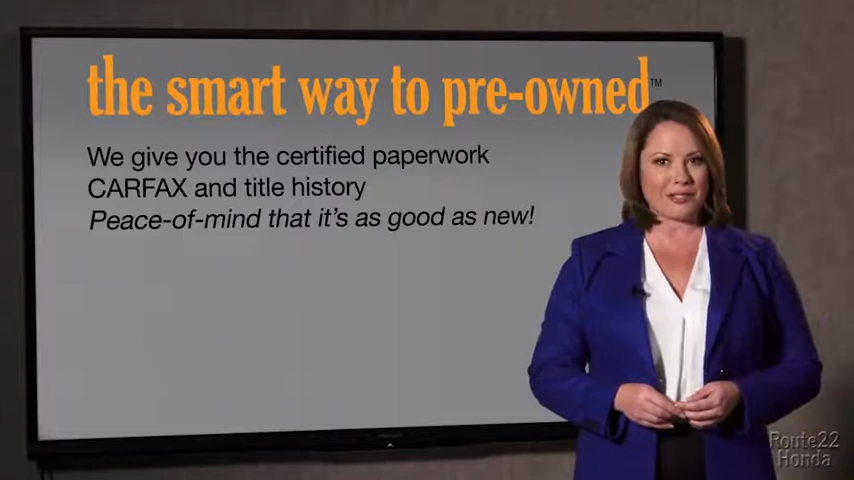 the smart way to pre-owned™
We give you the certified paperwork
CARFAX and title history
Peace-of-mind that it's as good as new!
Route22
Honda